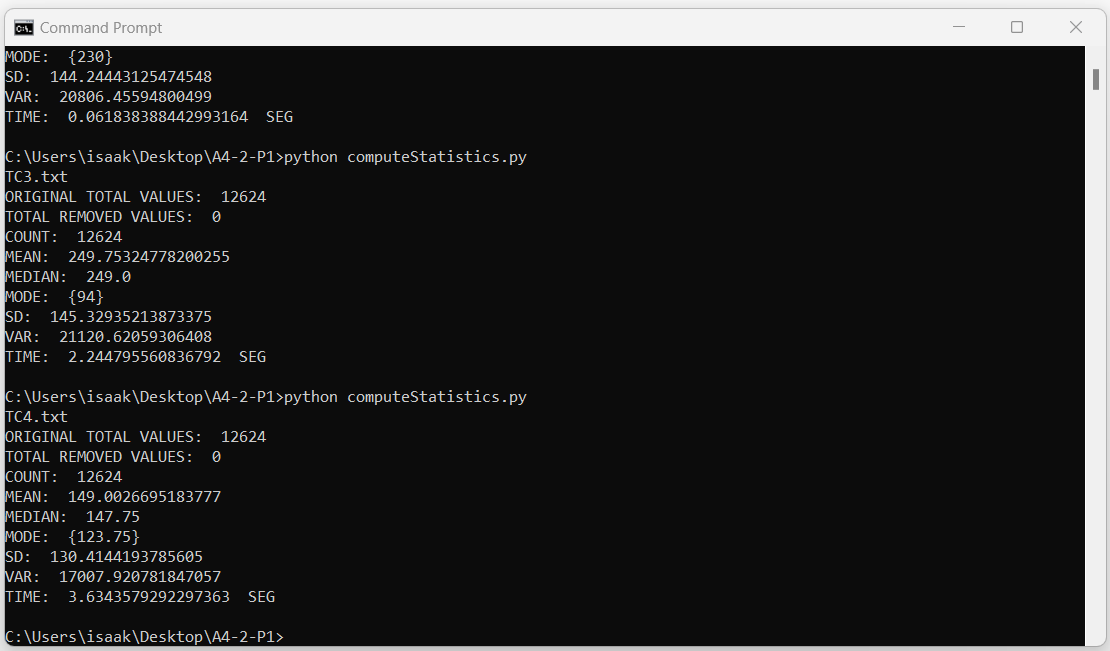 Command Prompt
MODE:  {230}
SD:  144.24443125474548
VAR:  20806.45594800499
TIME:  0.061838388442993164  SEG
C:\Users\isaak\Desktop\A4-2-P1>python computeStatistics.py
TC3.txt
ORIGINAL TOTAL VALUES:  12624
TOTAL REMOVED VALUES:  0
COUNT:  12624
MEAN:  249.75324778200255
MEDIAN:  249.0
MODE:  {94}
SD:  145.32935213873375
VAR:  21120.62059306408
TIME:  2.244795560836792  SEG
C:\Users\isaak\Desktop\A4-2-P1>python computeStatistics.py
TC4.txt
ORIGINAL TOTAL VALUES:  12624
TOTAL REMOVED VALUES:  0
COUNT:  12624
MEAN:  149.0026695183777
MEDIAN:  147.75
MODE:  {123.75}
SD:  130.4144193785605
VAR:  17007.920781847057
TIME:  3.6343579292297363  SEG
C:\Users\isaak\Desktop\A4-2-P1>